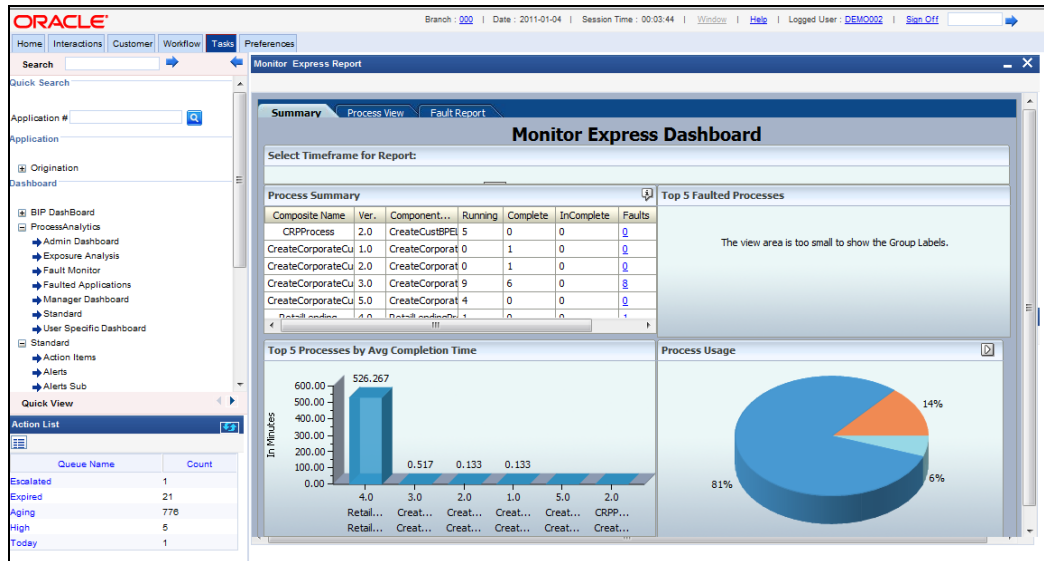 ORACLE
Branch : 000 | Date : 2011-01-04 | Session Time : 00:03:44 | Window | Help | Logged User : DEMO002 | Sign Off
Home Interactions Customer Workflow Tasks Preferences
Search
Quick Search
Application #
Application
Origination
Dashboard
BIP DashBoard
ProcessAnalytics
Admin Dashboard
Exposure Analysis
Fault Monitor
Faulted Applications
Manager Dashboard
Standard
User Specific Dashboard
Standard
Action Items
Alerts
Alerts Sub
Quick View
Action List
Queue Name Count
Escalated 1
Expired 21
Aging 776
High 5
Today 1
Monitor Express Report
Summary Process View Fault Report
Monitor Express Dashboard
Select Timeframe for Report:
Process Summary
Composite Name Ver. Component... Running Complete InComplete Faults
CRPProcess 2.0 CreateCustBPEL 5 0 0 0
CreateCorporateCu 1.0 CreateCorporat 0 1 0 0
CreateCorporateCu 2.0 CreateCorporat 0 1 0 0
CreateCorporateCu 3.0 CreateCorporat 9 6 0 8
CreateCorporateCu 5.0 CreateCorporat 4 0 0 0
RetailLending 4.0 RetailLendingPr 1 0 0 1
Top 5 Faulted Processes
The view area is too small to show the Group Labels.
Top 5 Processes by Avg Completion Time
In Minutes
600.00
500.00
400.00
300.00
200.00
100.00
0.00
526.267
0.517 0.133 0.133
4.0 3.0 2.0 1.0 5.0 2.0
Retail... Creat... Creat... Creat... Creat... CRPP...
Retail... Creat... Creat... Creat... Creat... Creat...
Process Usage
14%
6%
81%